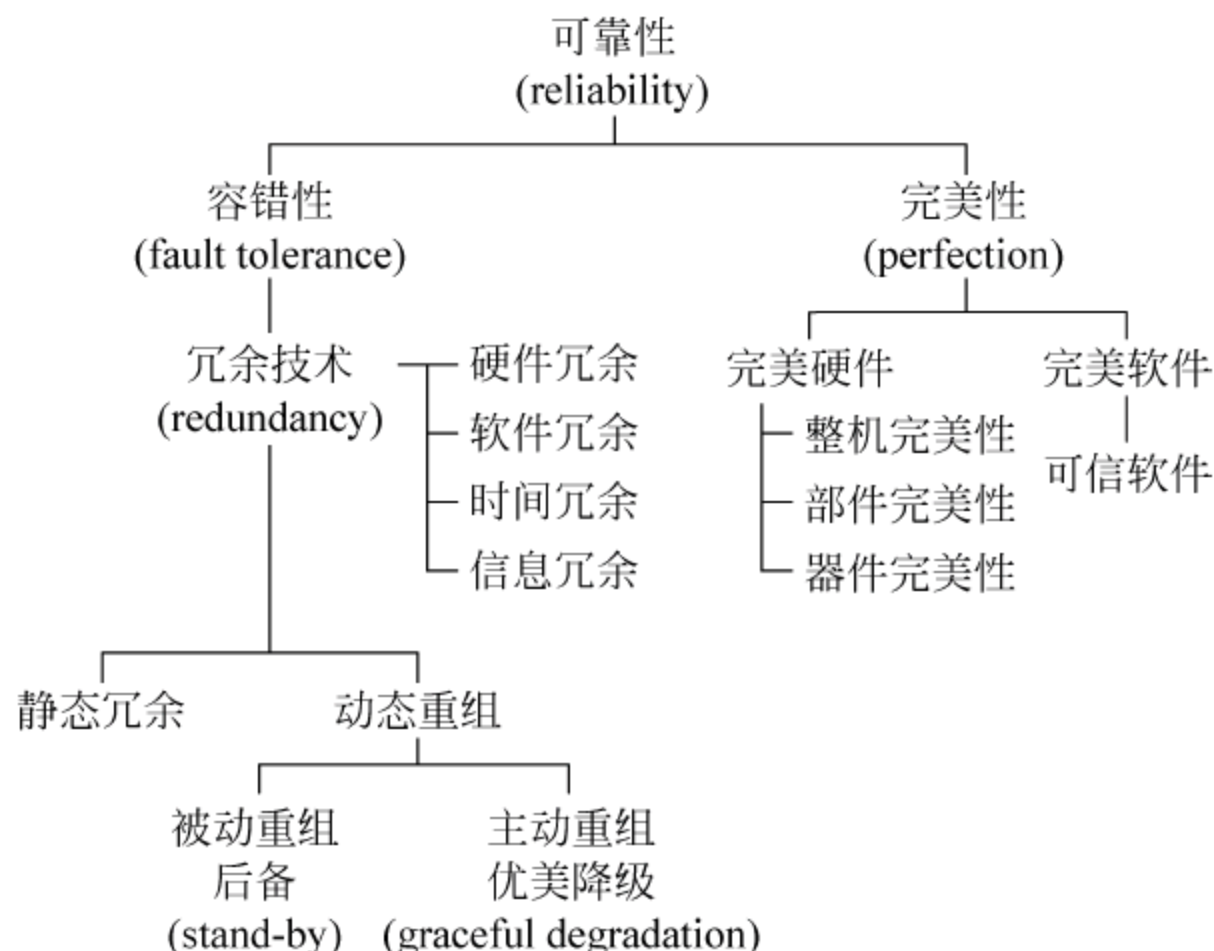 可靠性
(reliability)
容错性
(fault tolerance)
完美性
(perfection)
冗余技术
(redundancy)
硬件冗余
软件冗余
时间冗余
信息冗余
完美硬件
整机完美性
部件完美性
器件完美性
完美软件
可信软件
静态冗余
动态重组
被动重组
后备
(stand-by)
主动重组
优美降级
(graceful degradation)